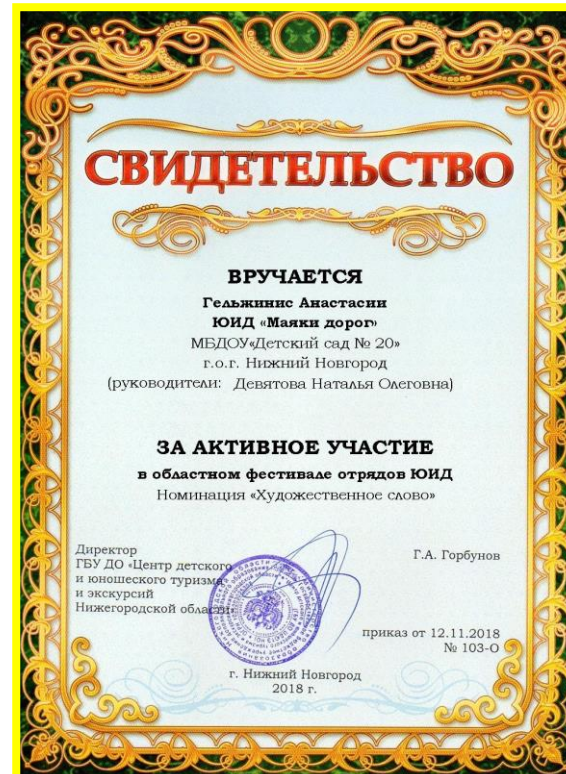 СВИДЕТЕЛЬСТВО
ВРУЧАЕТСЯ
Гельжинис Анастасии
ЮИД «Маяки дорог»
МБДОУ«Детский сад № 20»
г.о.г. Нижний Новгород
(руководители: Девятова Наталья Олеговна)
ЗА АКТИВНОЕ УЧАСТИЕ
в областном фестивале отрядов ЮИД
Номинация «Художественное слово»
Директор
ГБУ ДО «Центр детского
и юношеского туризма
и экскурсий
Нижегородской области»
Г.А. Горбунов
приказ от 12.11.2018
№ 103-О
г. Нижний Новгород
2018 г.